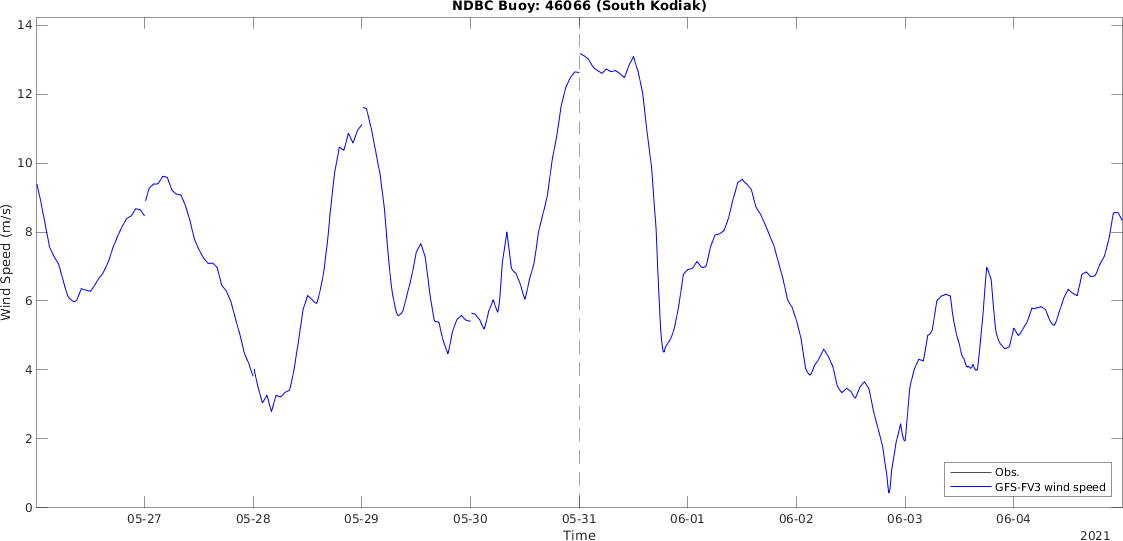 NDBC Buoy: 46066 (South Kodiak)
14
12
10
8
6
4
2
0
Wind Speed (m/s)
Obs.
GFS-FV3 wind speed
05-27 05-28 05-29 05-30 05-31 06-01 06-02 06-03 06-04
Time
2021